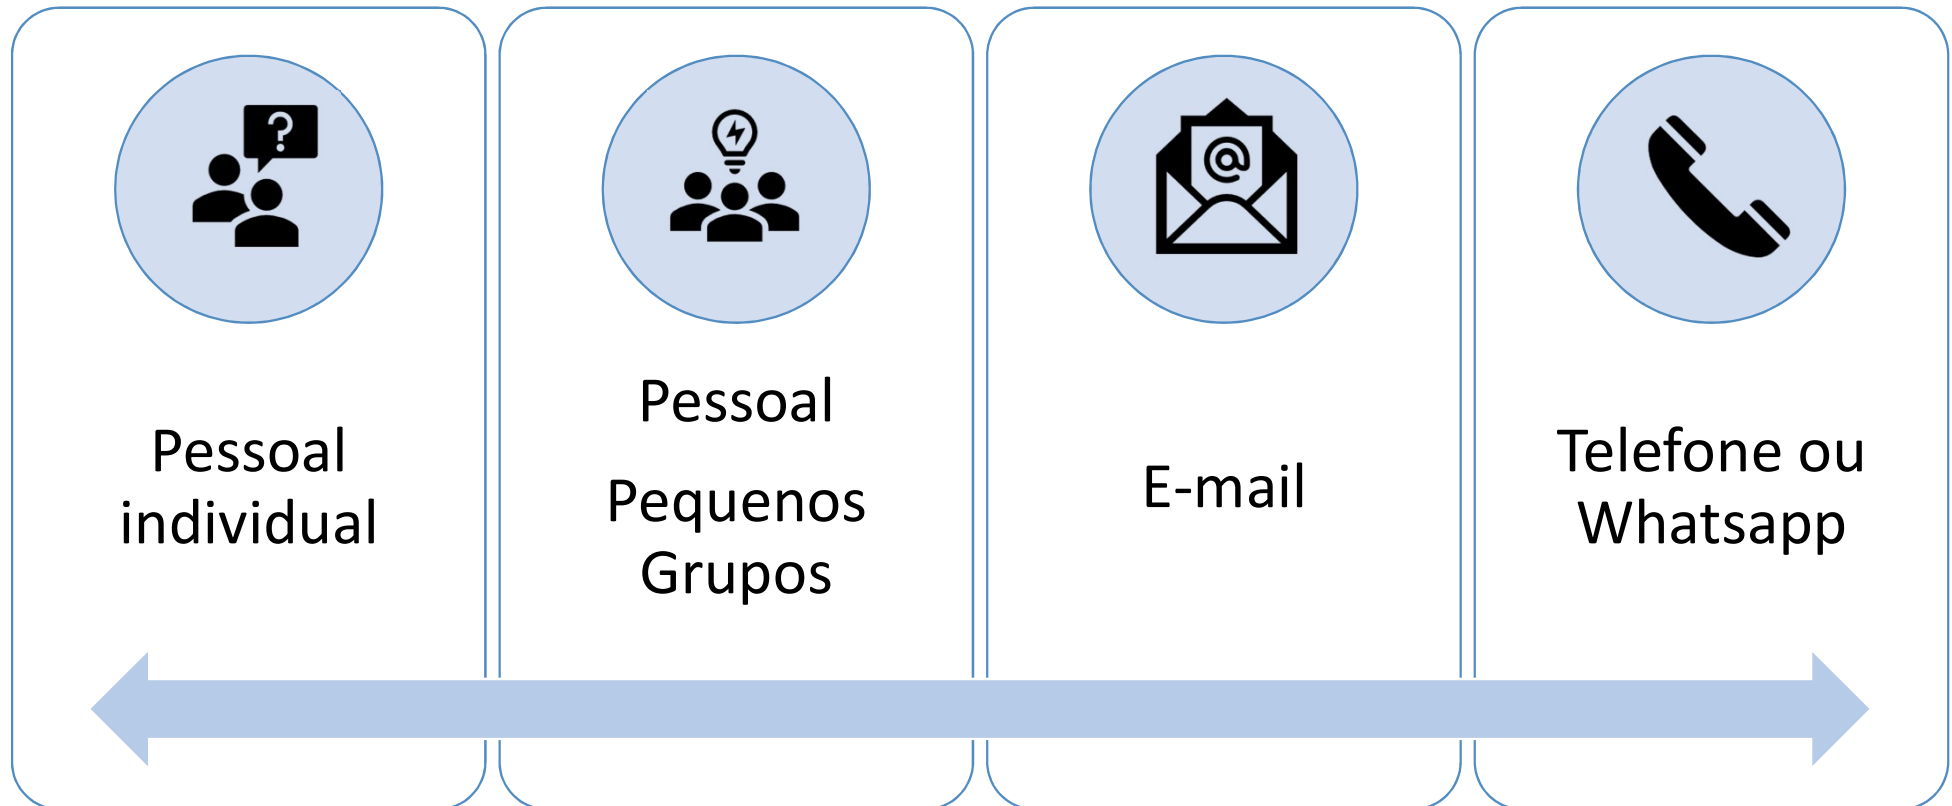 Pessoal
individual
Pessoal
Pequenos
Grupos
E-mail
Telefone ou
Whatsapp